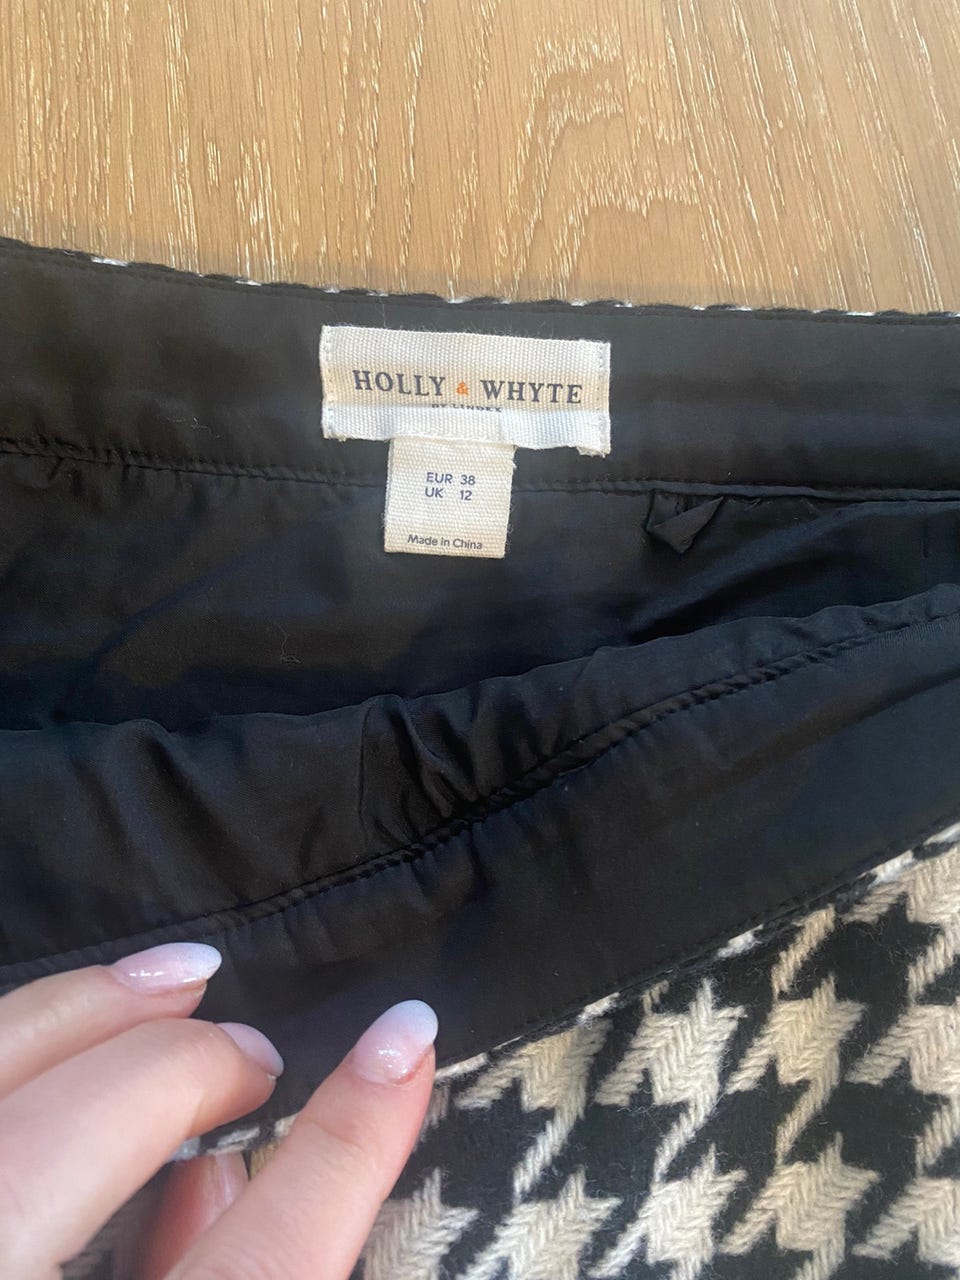 HOLLY & WHYTE
BY LINDEX
EUR 38
UK 12
Made in China